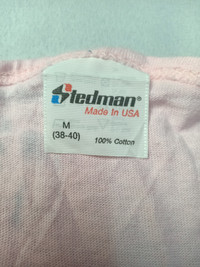 Stedman®
Made In USA
M
(38-40)
100% Cotton